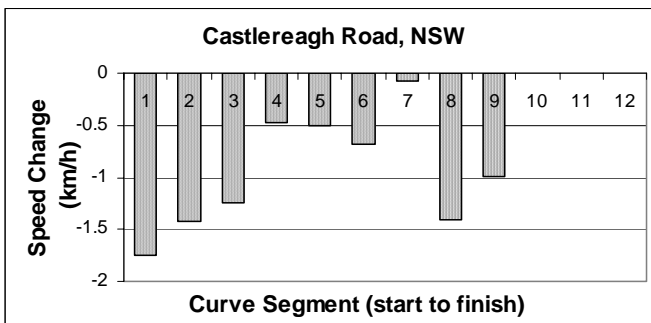 Castlereagh Road, NSW
0
1 2 3 4 5 6 7 8 9 10 11 12
-0.5
-1
-1.5
-2
Speed Change
(km/h)
Curve Segment (start to finish)